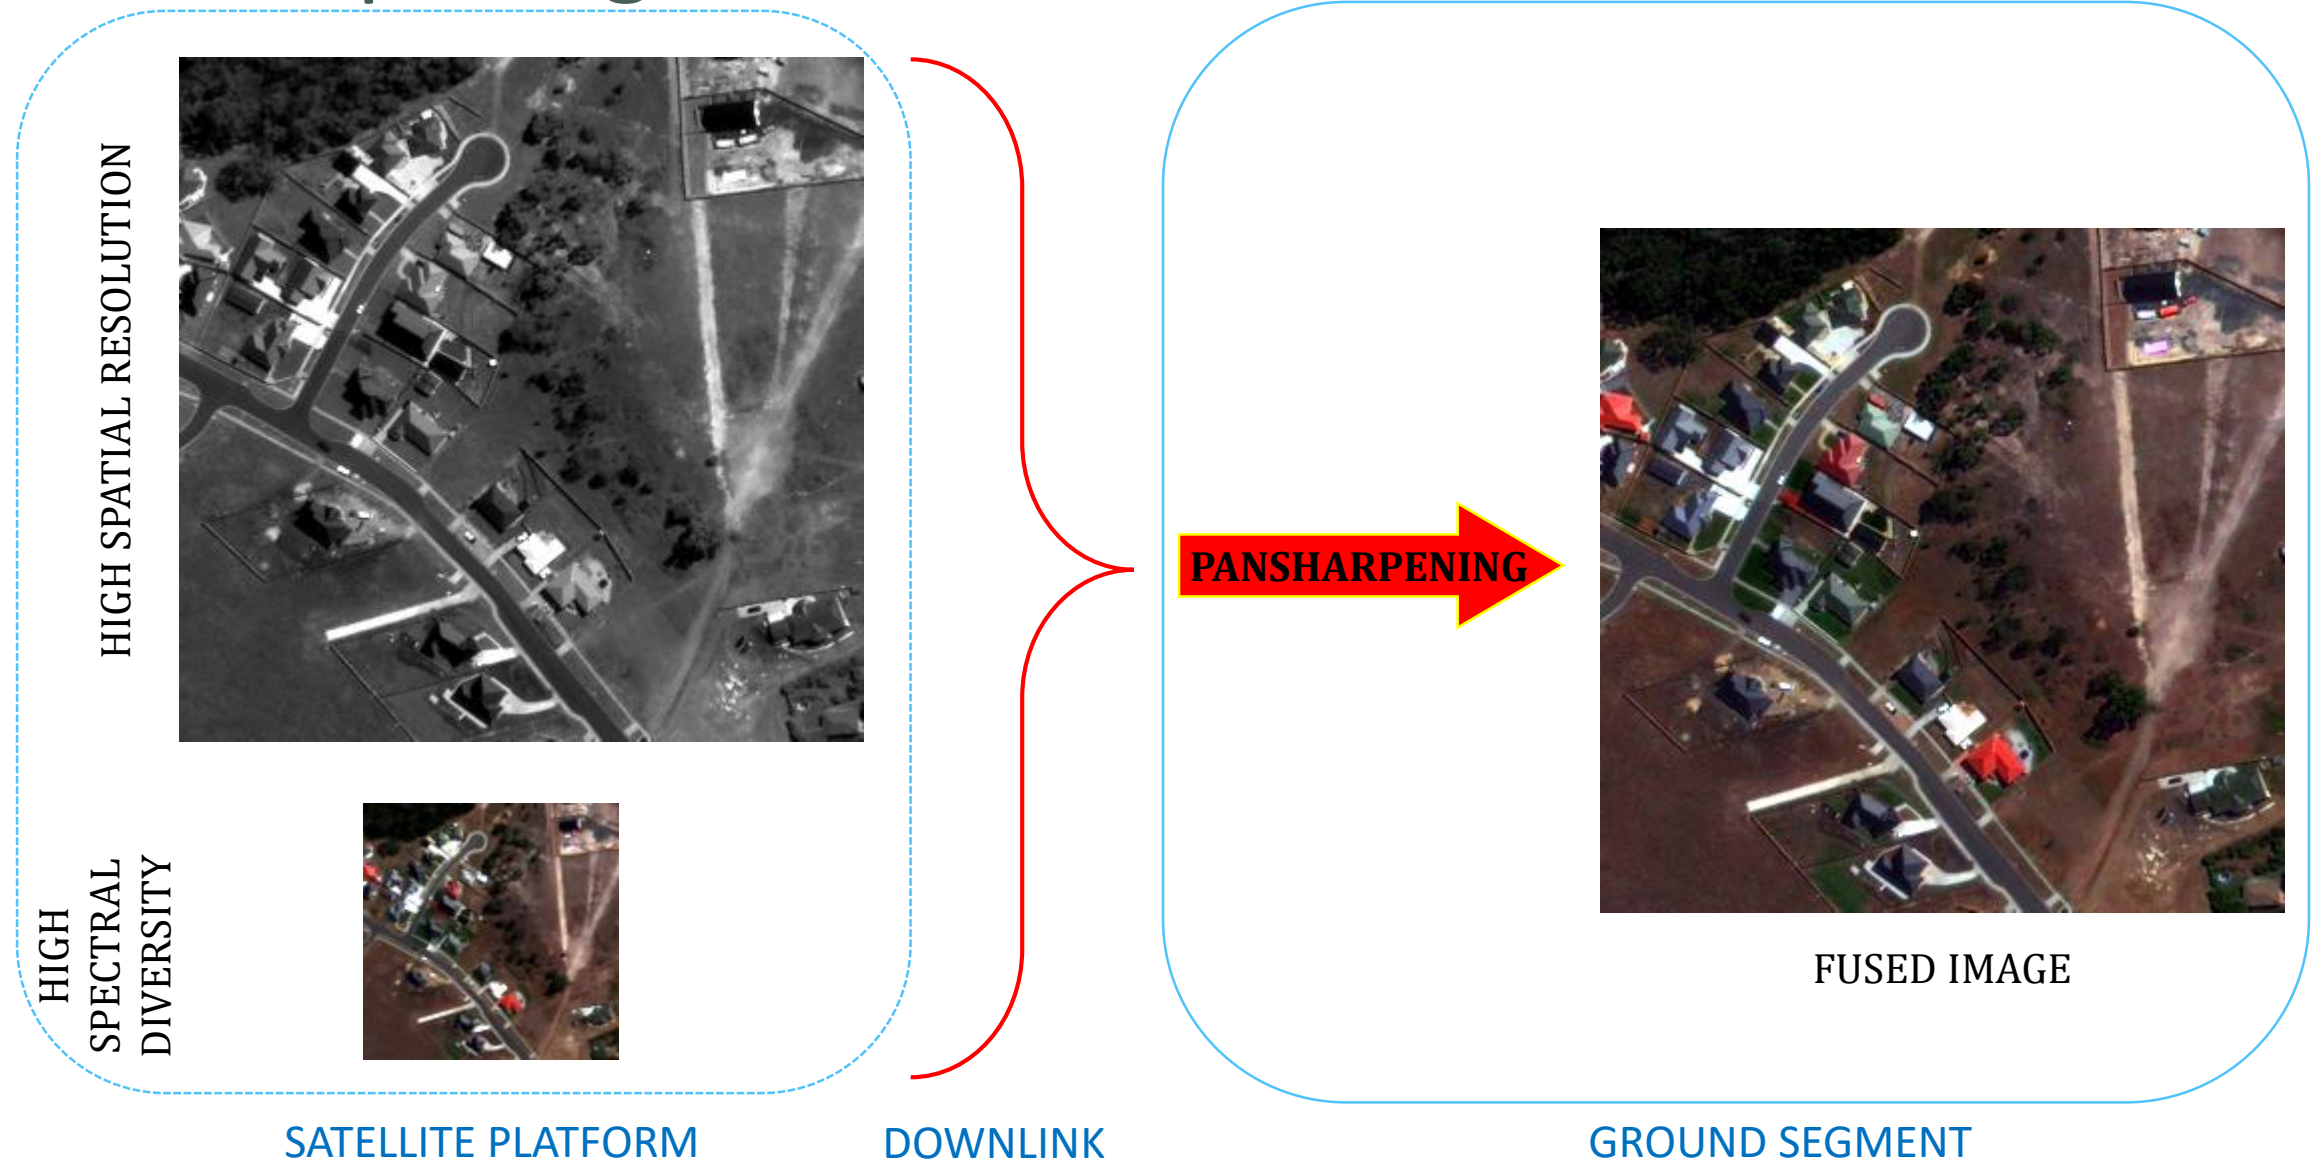 HIGH SPATIAL RESOLUTION
HIGH
SPECTRAL
DIVERSITY
PANSHARPENING
FUSED IMAGE
SATELLITE PLATFORM
DOWNLINK
GROUND SEGMENT